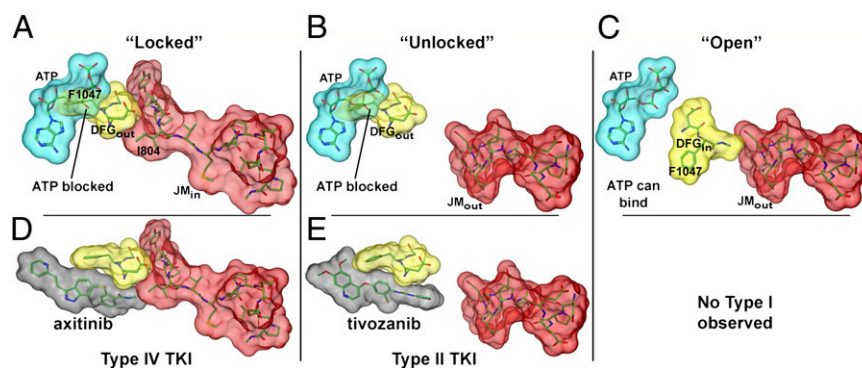 A
"Locked"
ATP
F1047
DFGout
I804
ATP blocked
JMin
B
"Unlocked"
ATP
DFGout
ATP blocked
JMout
C
"Open"
ATP
DFGin
F1047
ATP can
bind
JMout
D
axitinib
Type IV TKI
E
tivozanib
Type II TKI
No Type I
observed